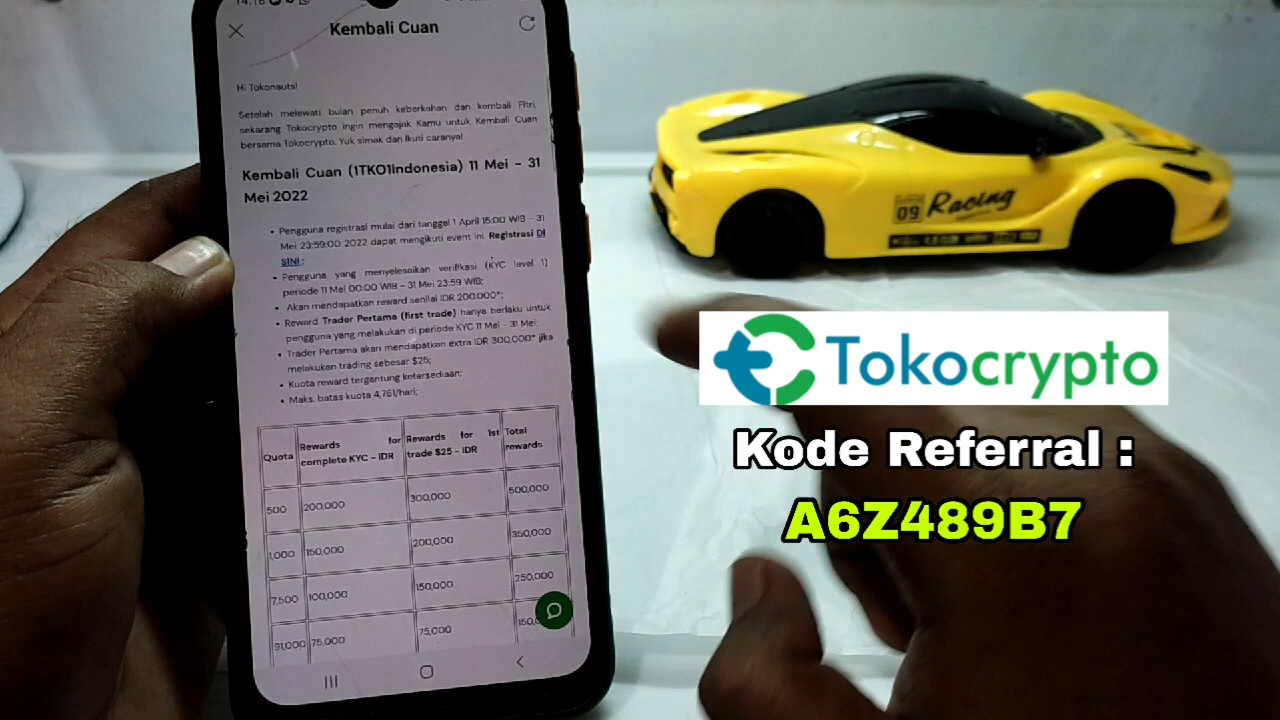 14:16
Kembali Cuan
Hi Tokonauts!
Setelah melewati bulan penuh keberkahan dan kembali Fitri,
sekarang Tokocrypto ingin mengajak Kamu untuk Kembali Cuan
bersama Tokocrypto. Yuk simak dan ikuti caranya!
Kembali Cuan (1TKO1Indonesia) 11 Mei - 31
Mei 2022
• Pengguna registrasi mulai dari tanggal 1 April 15:00 WIB - 31
Mei 23:59:00 2022 dapat mengikuti event ini. Registrasi DI
SINI ;
• Pengguna yang menyelesaikan verifikasi (KYC level 1)
periode 11 Mei 00:00 WIB - 31 Mei 23:59 WIB;
• Akan mendapatkan reward senilai IDR 200,000*;
• Reward Trader Pertama (first trade) hanya berlaku untuk
pengguna yang melakukan di periode KYC 11 Mei - 31 Mei;
• Trader Pertama akan mendapatkan extra IDR 300,000* jika
melakukan trading sebesar $25;
• Kuota reward tergantung ketersediaan;
• Maks. batas kuota 4,761/hari;
Quota Rewards for complete KYC - IDR Rewards for 1st trade $25 - IDR Total rewards
500 200,000 300,000 500,000
1,000 150,000 200,000 350,000
7,500 100,000 150,000 250,000
91,000 75,000 75,000
09 Racing
Tokocrypto
Kode Referral :
A6Z489B7